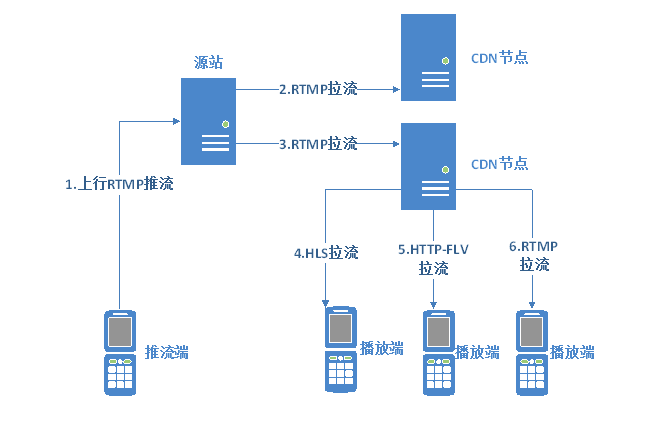 CDN节点
源站
2.RTMP拉流
3.RTMP拉流
CDN节点
1.上行RTMP推流
4.HLS拉流
5.HTTP-FLV
拉流
6.RTMP
拉流
推流端
播放端
播放端
播放端